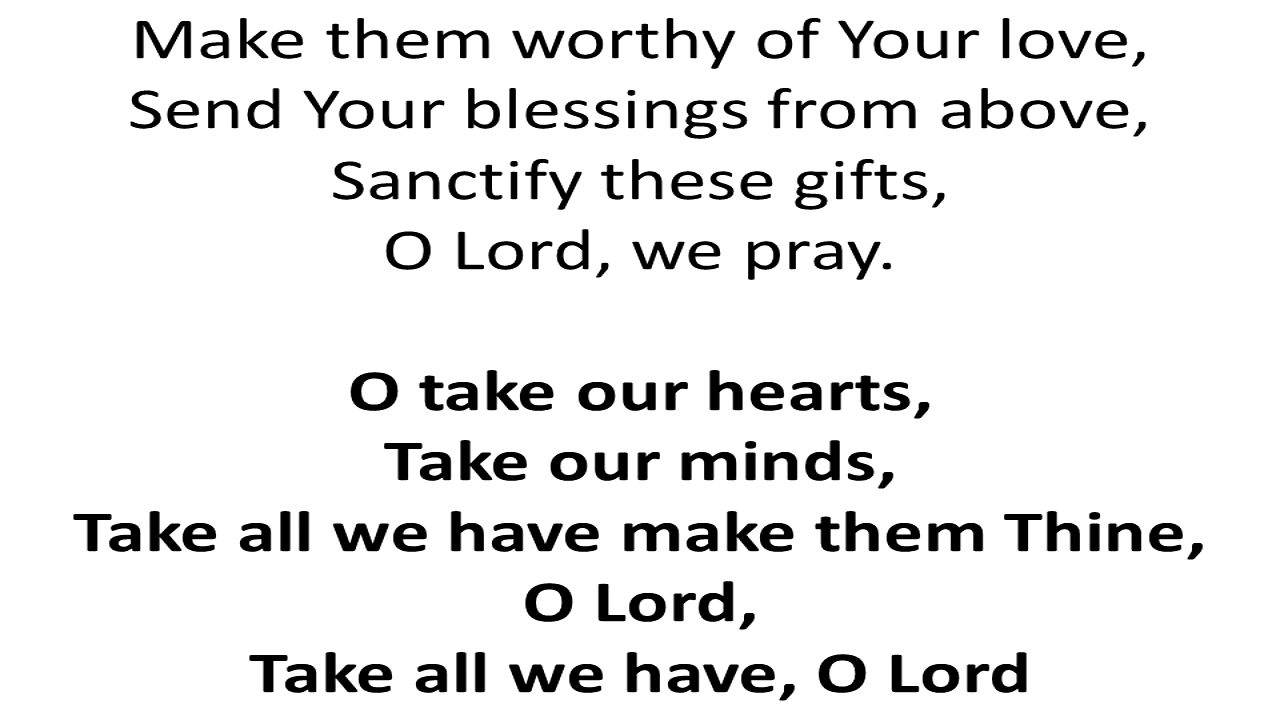 Make them worthy of Your love,
Send Your blessings from above,
Sanctify these gifts,
O Lord, we pray.
O take our hearts,
Take our minds,
Take all we have make them Thine,
O Lord,
Take all we have, O Lord